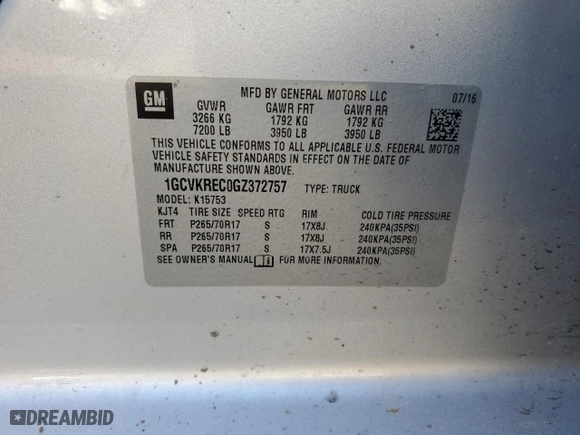 GM
MFD BY GENERAL MOTORS LLC 07/16
GVWR GAWR FRT GAWR RR
3266 KG 1792 KG 1792 KG
7200 LB 3950 LB 3950 LB
THIS VEHICLE CONFORMS TO ALL APPLICABLE U.S. FEDERAL MOTOR
VEHICLE SAFETY STANDARDS IN EFFECT ON THE DATE OF
MANUFACTURE SHOWN ABOVE.
1GCVKREC0GZ372757 TYPE: TRUCK
MODEL: K15753
KJT4 TIRE SIZE SPEED RTG RIM COLD TIRE PRESSURE
FRT P265/70R17 S 17X8J 240KPA(35PSI)
RR P265/70R17 S 17X8J 240KPA(35PSI)
SPA P265/70R17 S 17X7.5J 240KPA(35PSI)
SEE OWNER'S MANUAL FOR MORE INFORMATION.
DREAMBID